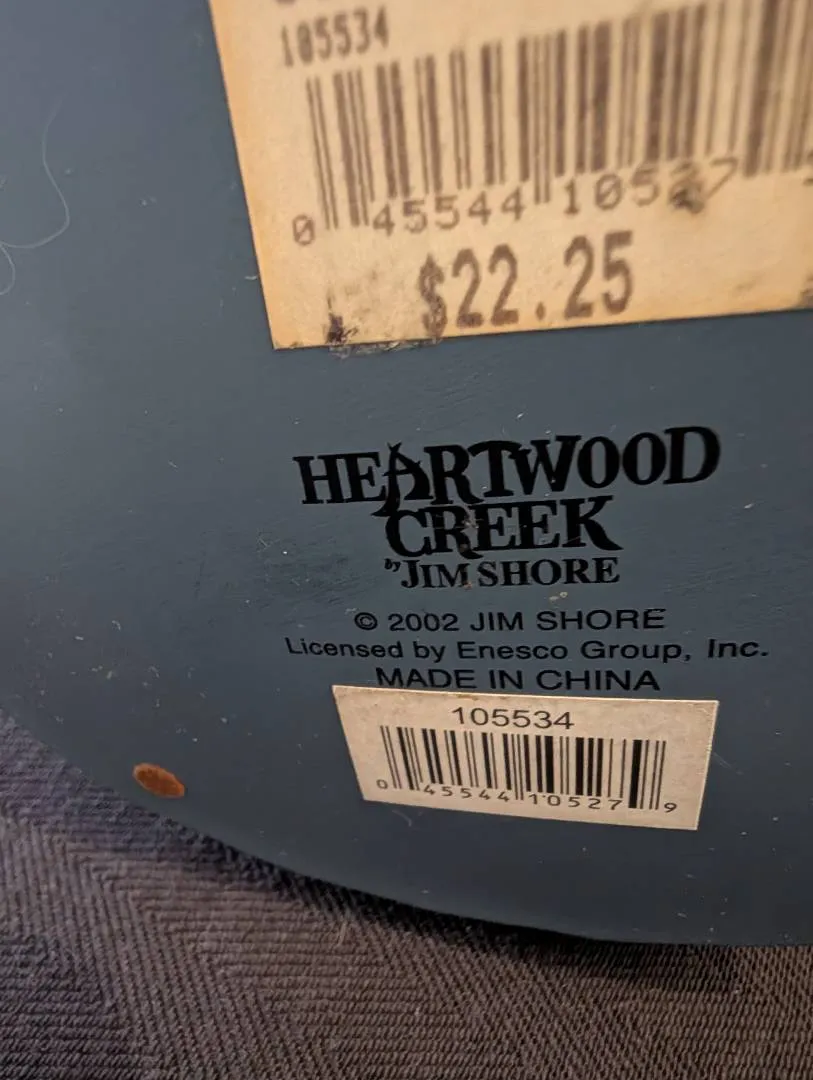 105534
0 45544 10527
$22.25
HEARTWOOD
CREEK
by JIM SHORE
© 2002 JIM SHORE
Licensed by Enesco Group, Inc.
MADE IN CHINA
105534
0 45544 10527 9